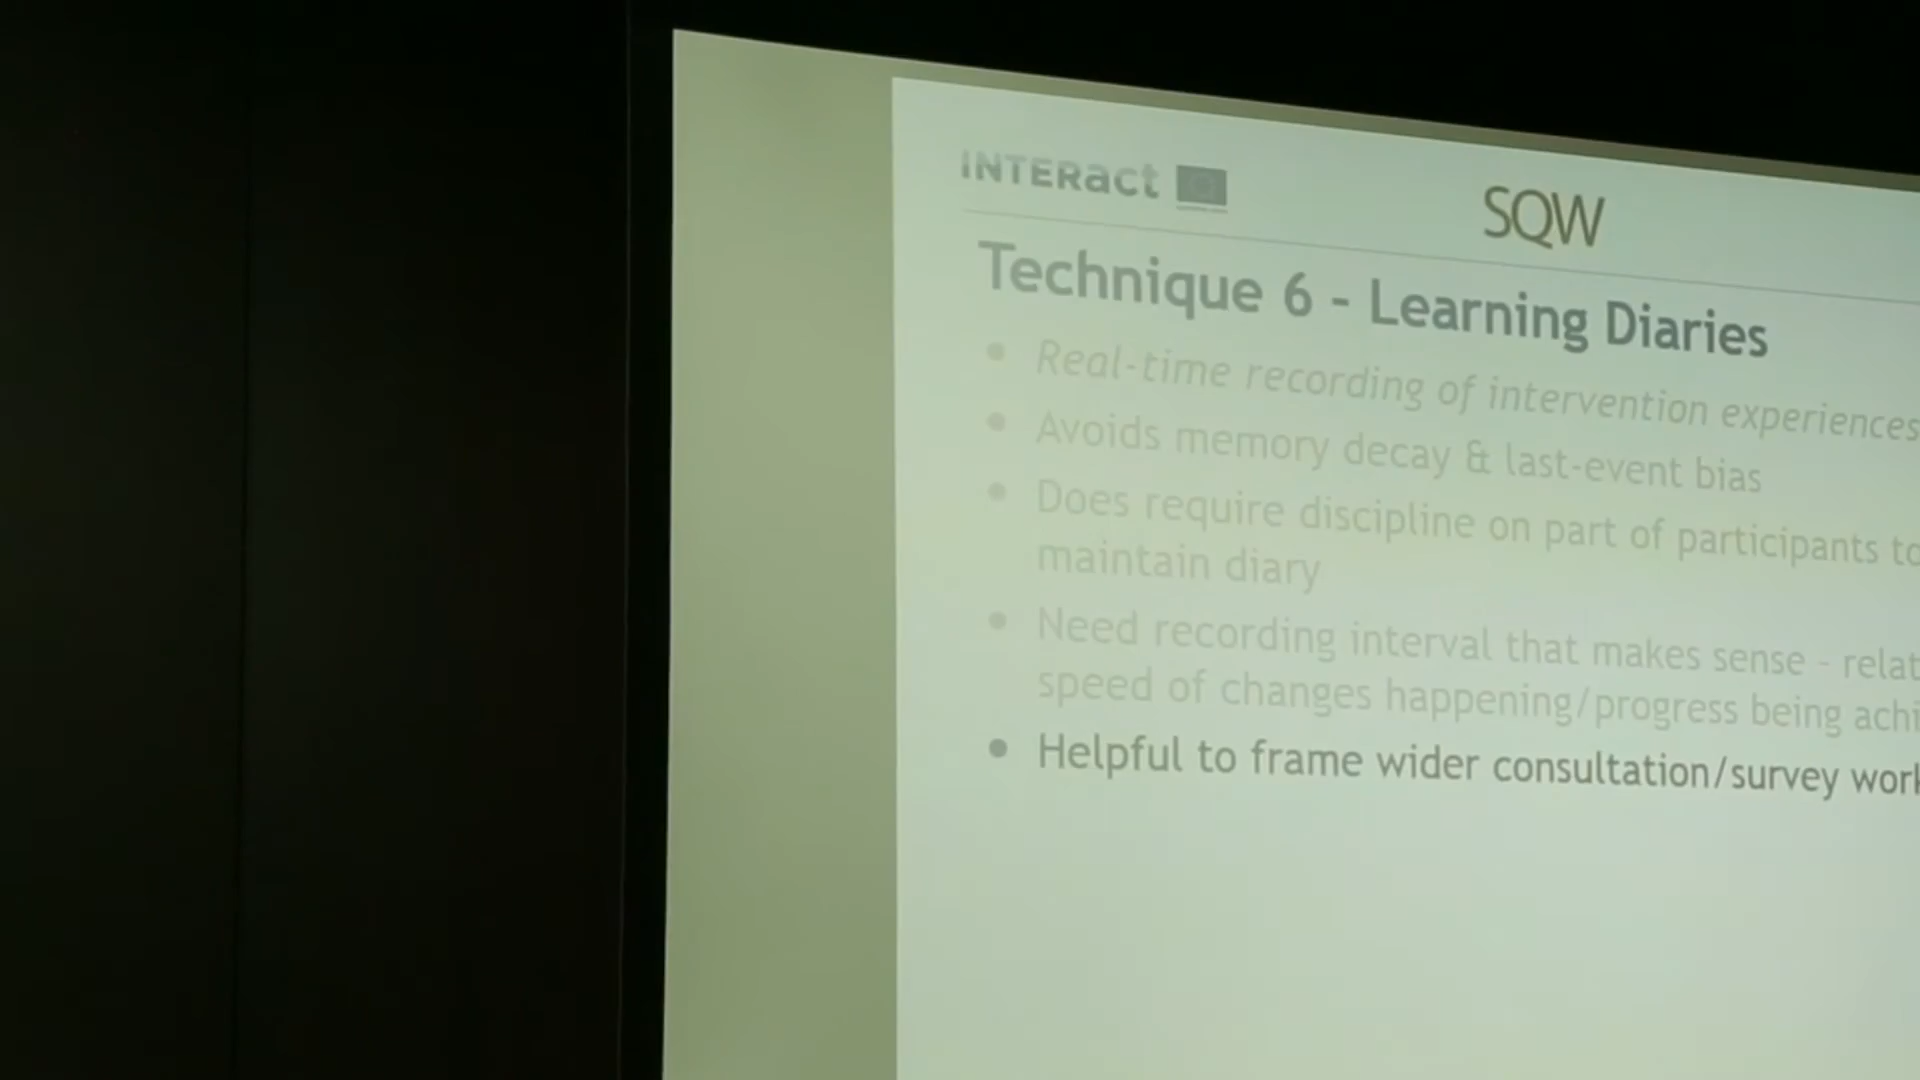 INTERact
SQW
Technique 6 - Learning Diaries
• Real-time recording of intervention experiences
• Avoids memory decay & last-event bias
• Does require discipline on part of participants to
maintain diary
• Need recording interval that makes sense - relat
speed of changes happening/progress being achi
• Helpful to frame wider consultation/survey work